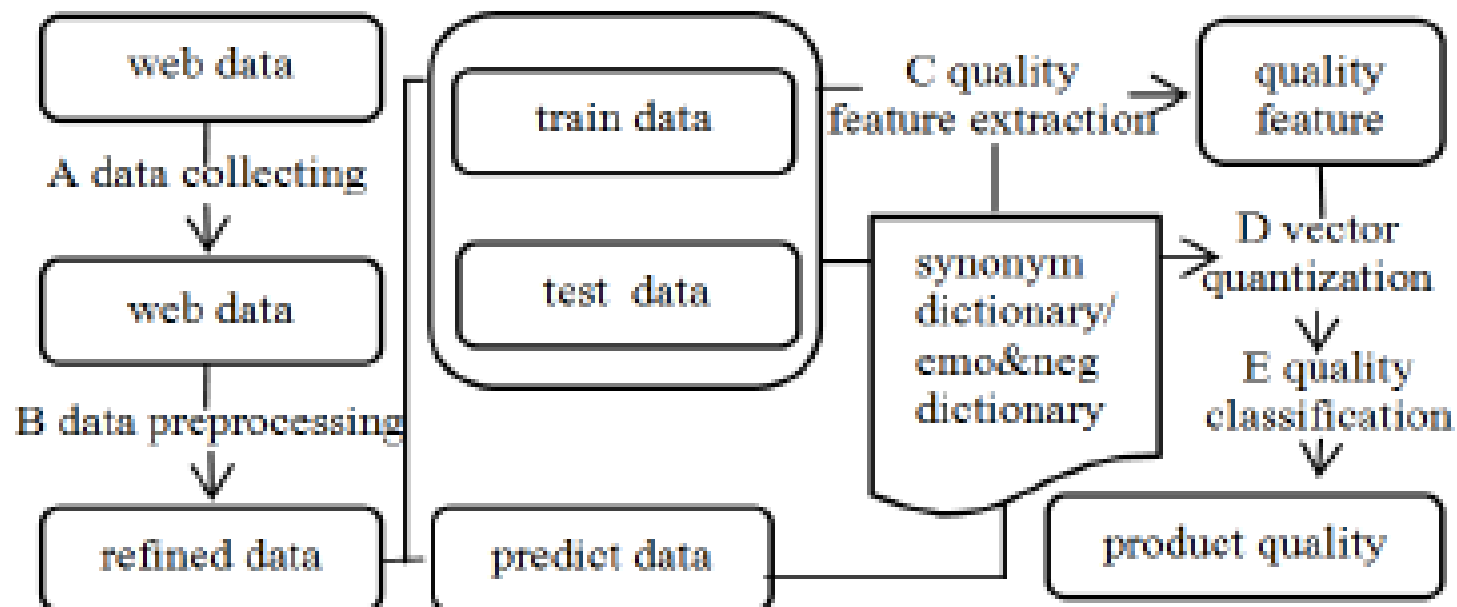 web data
A data collecting
web data
B data preprocessing
refined data
train data
test data
predict data
C quality
feature extraction
synonym
dictionary/
emo&neg
dictionary
quality
feature
D vector
quantization
E quality
classification
product quality